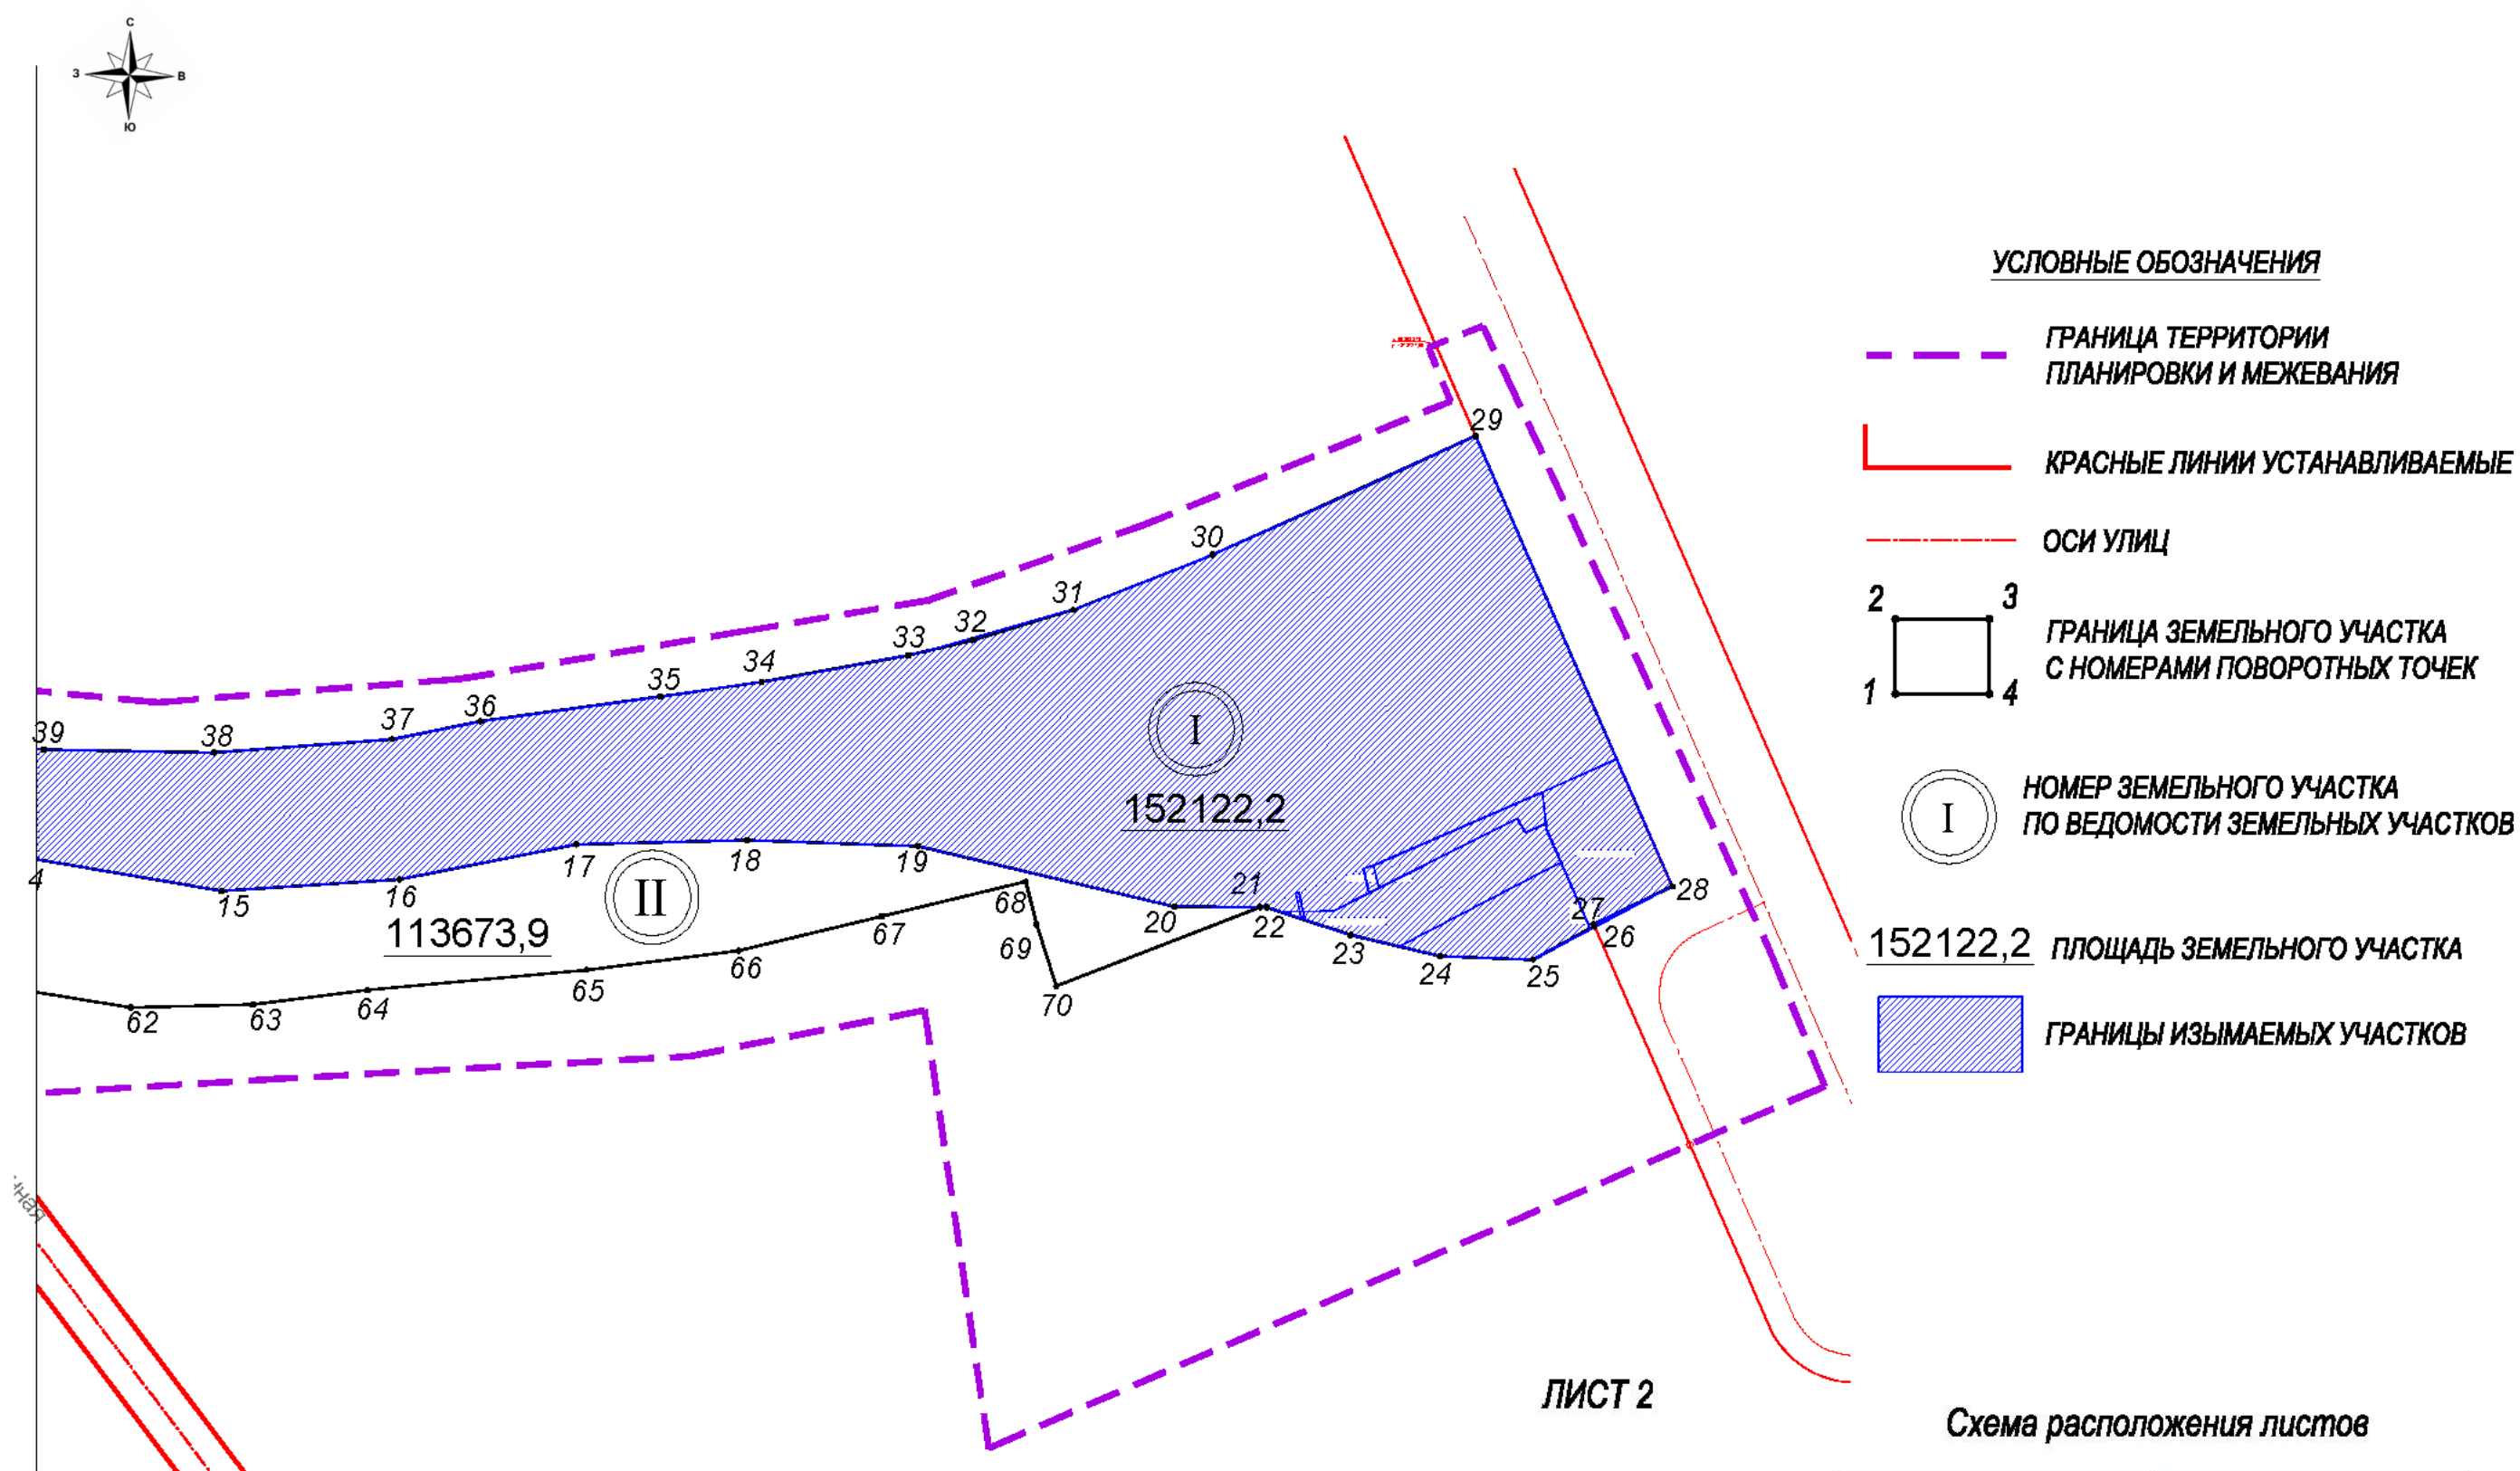 С
З
В
Ю
29
30
31
32
33
34
35
36
37
38
39
I
152122,2
4
15
16
17
18
19
20
21
22
23
24
25
26
27
28
II
113673,9
62
63
64
65
66
67
68
69
70
УСЛОВНЫЕ ОБОЗНАЧЕНИЯ
ГРАНИЦА ТЕРРИТОРИИ
ПЛАНИРОВКИ И МЕЖЕВАНИЯ
КРАСНЫЕ ЛИНИИ УСТАНАВЛИВАЕМЫЕ
ОСИ УЛИЦ
2
3
1
4
ГРАНИЦА ЗЕМЕЛЬНОГО УЧАСТКА
С НОМЕРАМИ ПОВОРОТНЫХ ТОЧЕК
I
НОМЕР ЗЕМЕЛЬНОГО УЧАСТКА
ПО ВЕДОМОСТИ ЗЕМЕЛЬНЫХ УЧАСТКОВ
152122,2
ПЛОЩАДЬ ЗЕМЕЛЬНОГО УЧАСТКА
ГРАНИЦЫ ИЗЫМАЕМЫХ УЧАСТКОВ
ЛИСТ 2
Схема расположения листов